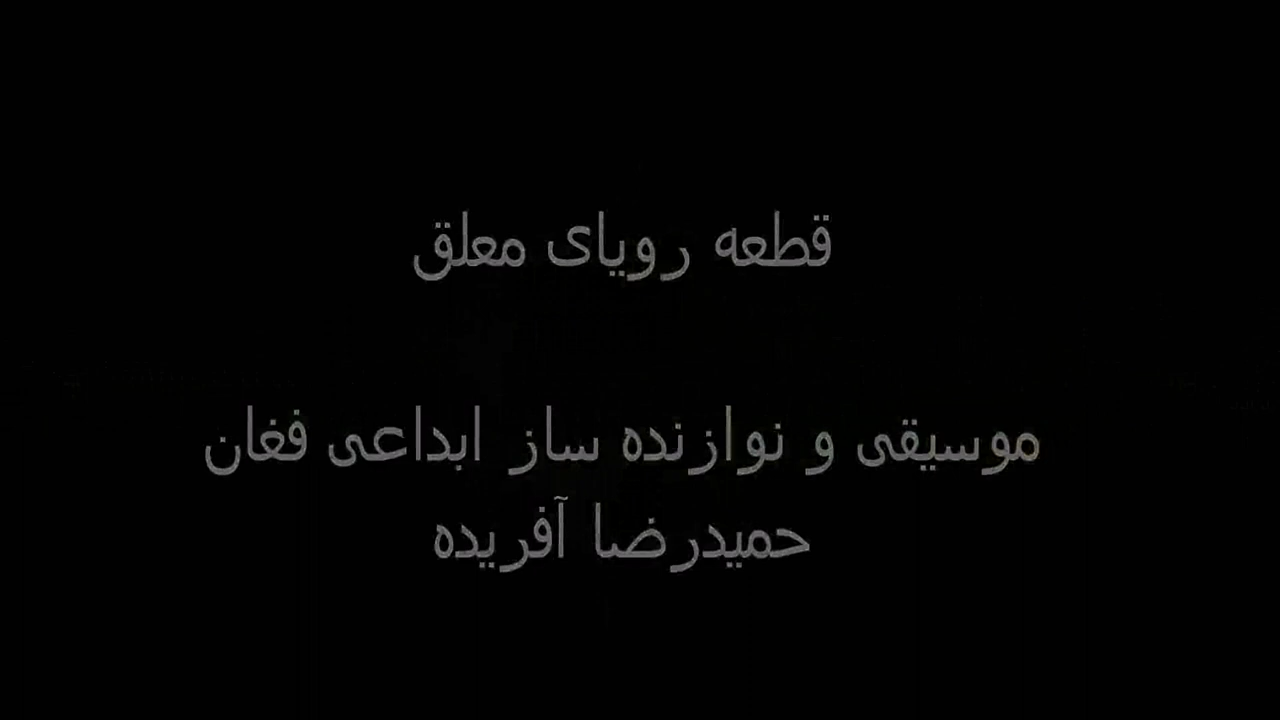 قطعه رویای معلق
موسیقی و نوازنده ساز ابداعی فغان
حمیدرضا آفریده